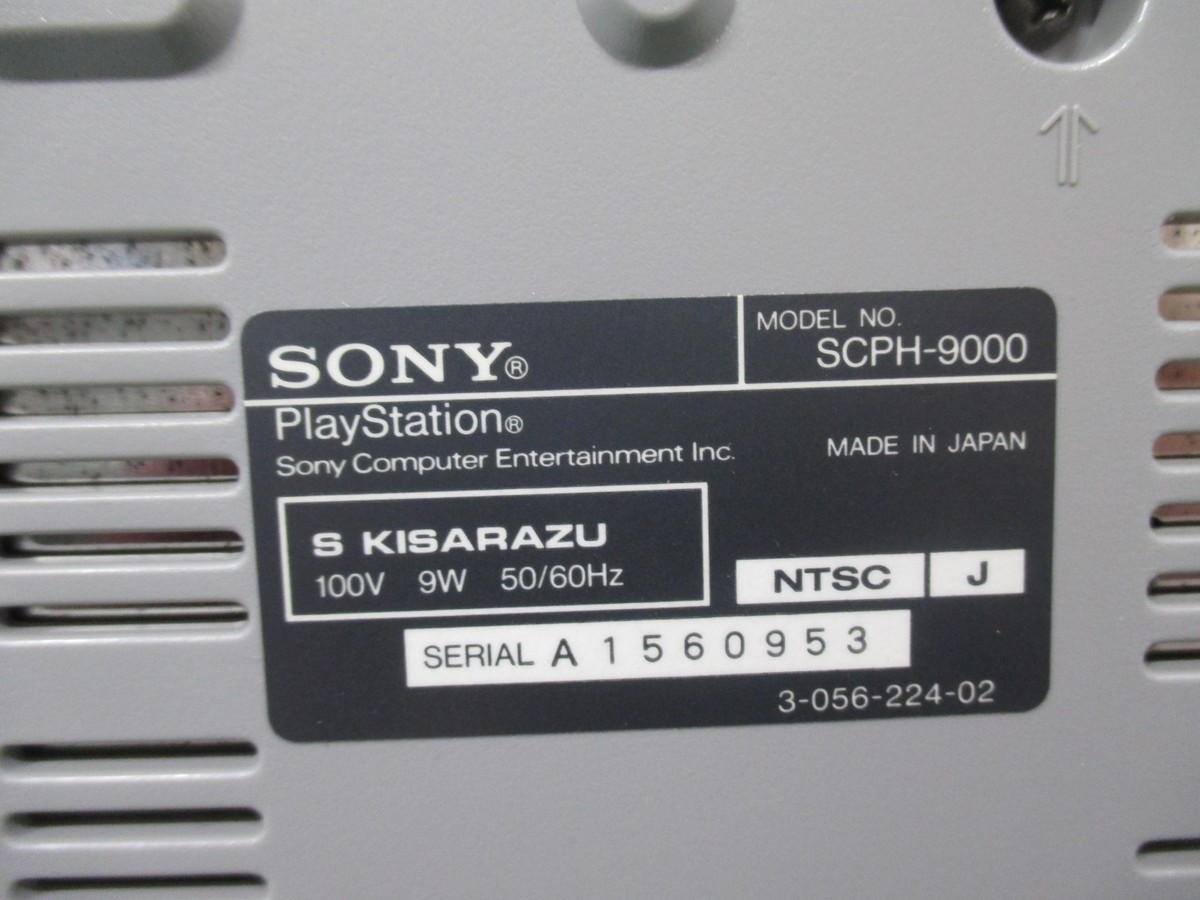 SONY®
MODEL NO.
SCPH-9000
PlayStation®
Sony Computer Entertainment Inc.
MADE IN JAPAN
S KISARAZU
100V 9W 50/60Hz
NTSC J
SERIAL A 1 5 6 0 9 5 3
3-056-224-02